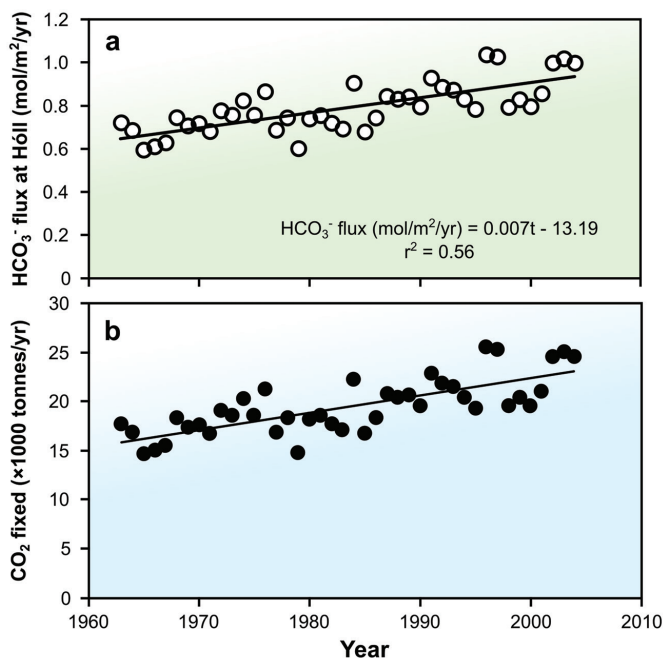 a
HCO₃⁻ flux at Hóll (mol/m²/yr)
1.2
1.0
0.8
0.6
0.4
0.2
0
HCO₃⁻ flux (mol/m²/yr) = 0.007t - 13.19
r² = 0.56
b
CO₂ fixed (×1000 tonnes/yr)
30
25
20
15
10
5
0
1960 1970 1980 1990 2000 2010
Year